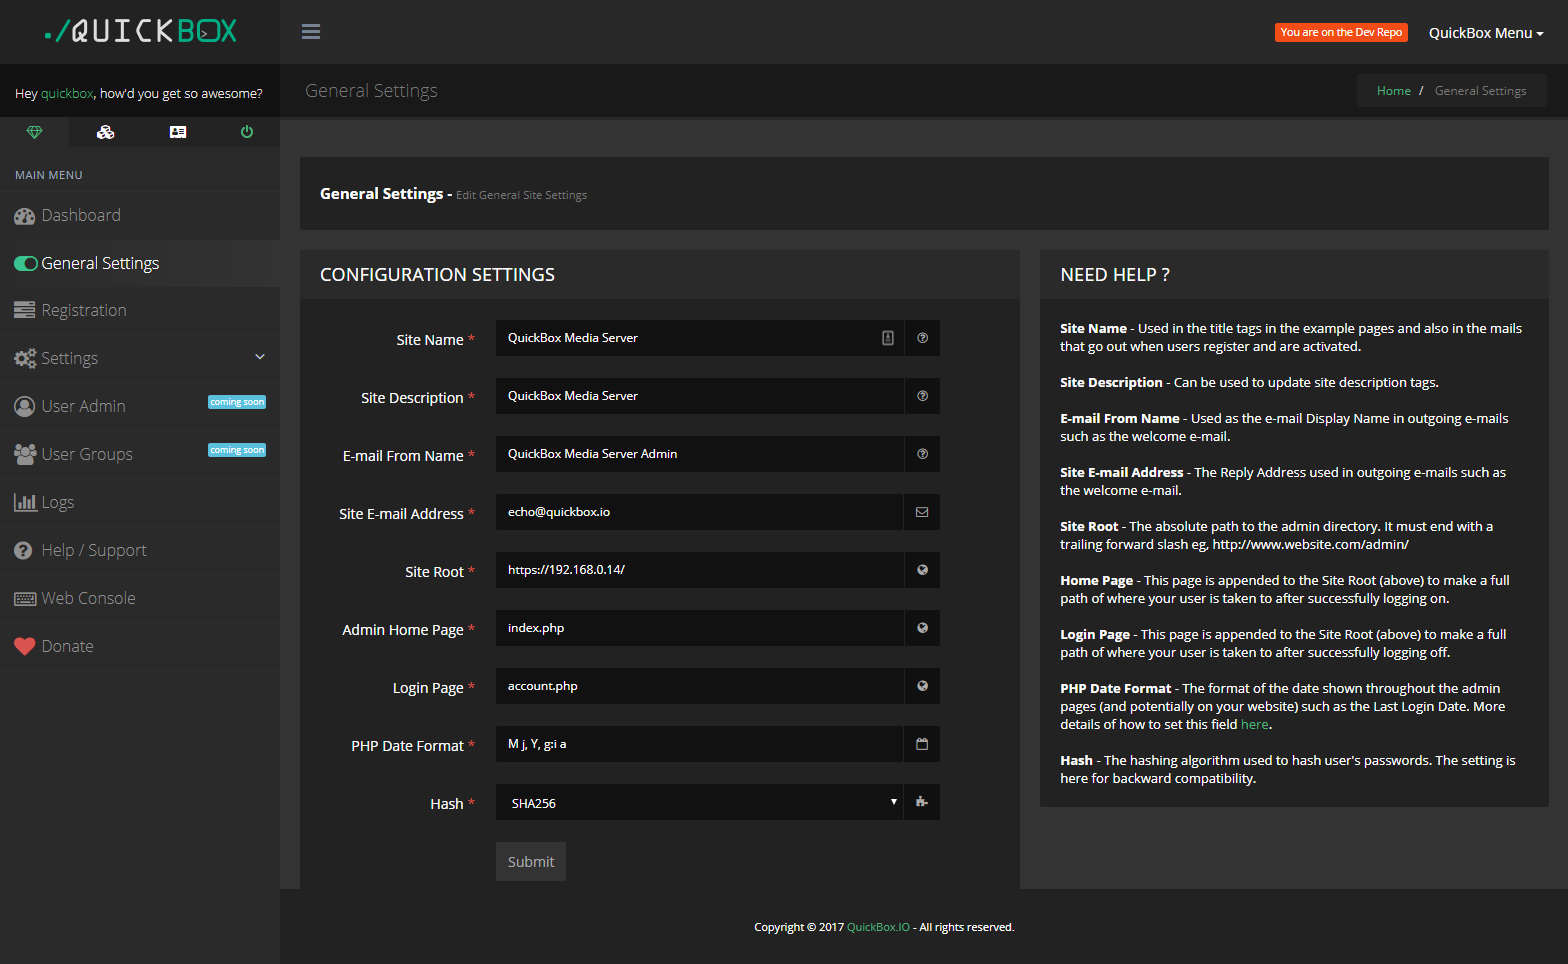 ./QUICKBOX
You are on the Dev Repo
QuickBox Menu
Hey quickbox, how'd you get so awesome?
General Settings
Home / General Settings
MAIN MENU
Dashboard
General Settings
Registration
Settings
User Admin
coming soon
User Groups
coming soon
Logs
Help / Support
Web Console
Donate
General Settings - Edit General Site Settings
CONFIGURATION SETTINGS
Site Name *
QuickBox Media Server
Site Description *
QuickBox Media Server
E-mail From Name *
QuickBox Media Server Admin
Site E-mail Address *
echo@quickbox.io
Site Root *
https://192.168.0.14/
Admin Home Page *
index.php
Login Page *
account.php
PHP Date Format *
M j, Y, g:i a
Hash *
SHA256
Submit
NEED HELP ?
Site Name - Used in the title tags in the example pages and also in the mails
that go out when users register and are activated.
Site Description - Can be used to update site description tags.
E-mail From Name - Used as the e-mail Display Name in outgoing e-mails
such as the welcome e-mail.
Site E-mail Address - The Reply Address used in outgoing e-mails such as
the welcome e-mail.
Site Root - The absolute path to the admin directory. It must end with a
trailing forward slash eg, http://www.website.com/admin/
Home Page - This page is appended to the Site Root (above) to make a full
path of where your user is taken to after successfully logging on.
Login Page - This page is appended to the Site Root (above) to make a full
path of where your user is taken to after successfully logging off.
PHP Date Format - The format of the date shown throughout the admin
pages (and potentially on your website) such as the Last Login Date. More
details of how to set this field here.
Hash - The hashing algorithm used to hash user's passwords. The setting is
here for backward compatibility.
Copyright © 2017 QuickBox.IO - All rights reserved.